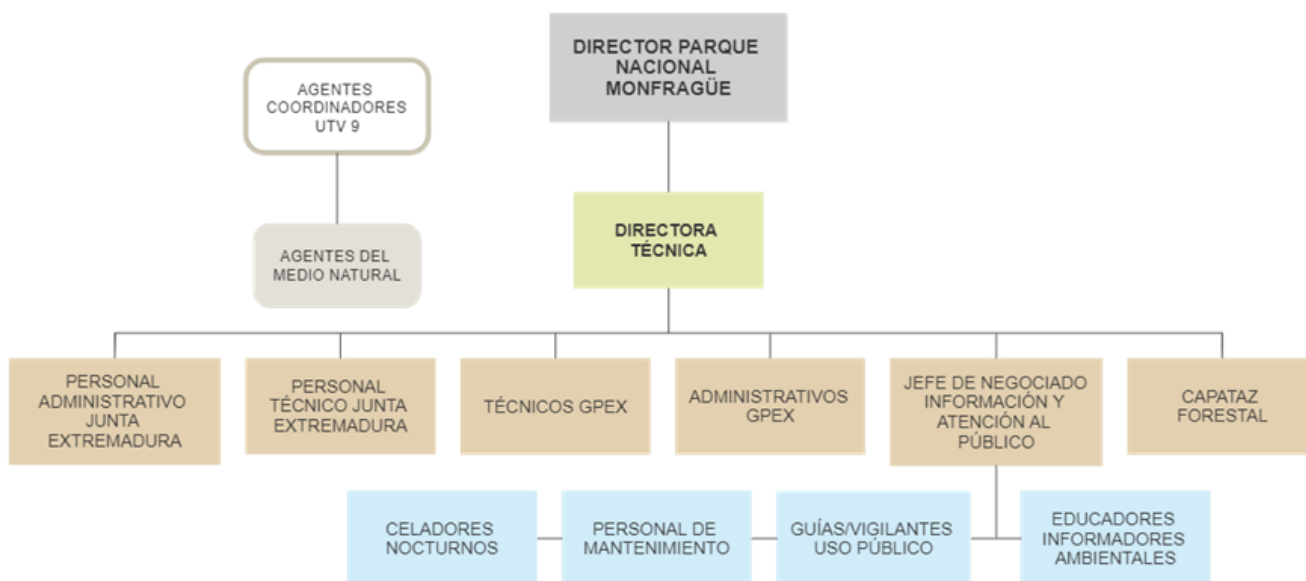 DIRECTOR PARQUE
NACIONAL
MONFRAGÜE
AGENTES
COORDINADORES
UTV 9
DIRECTORA
TÉCNICA
AGENTES DEL
MEDIO NATURAL
PERSONAL
ADMINISTRATIVO
JUNTA
EXTREMADURA
PERSONAL
TÉCNICO JUNTA
EXTREMADURA
TÉCNICOS GPEX
ADMINISTRATIVOS
GPEX
JEFE DE NEGOCIADO
INFORMACIÓN Y
ATENCIÓN AL
PÚBLICO
CAPATAZ
FORESTAL
CELADORES
NOCTURNOS
PERSONAL DE
MANTENIMIENTO
GUÍAS/VIGILANTES
USO PÚBLICO
EDUCADORES
INFORMADORES
AMBIENTALES